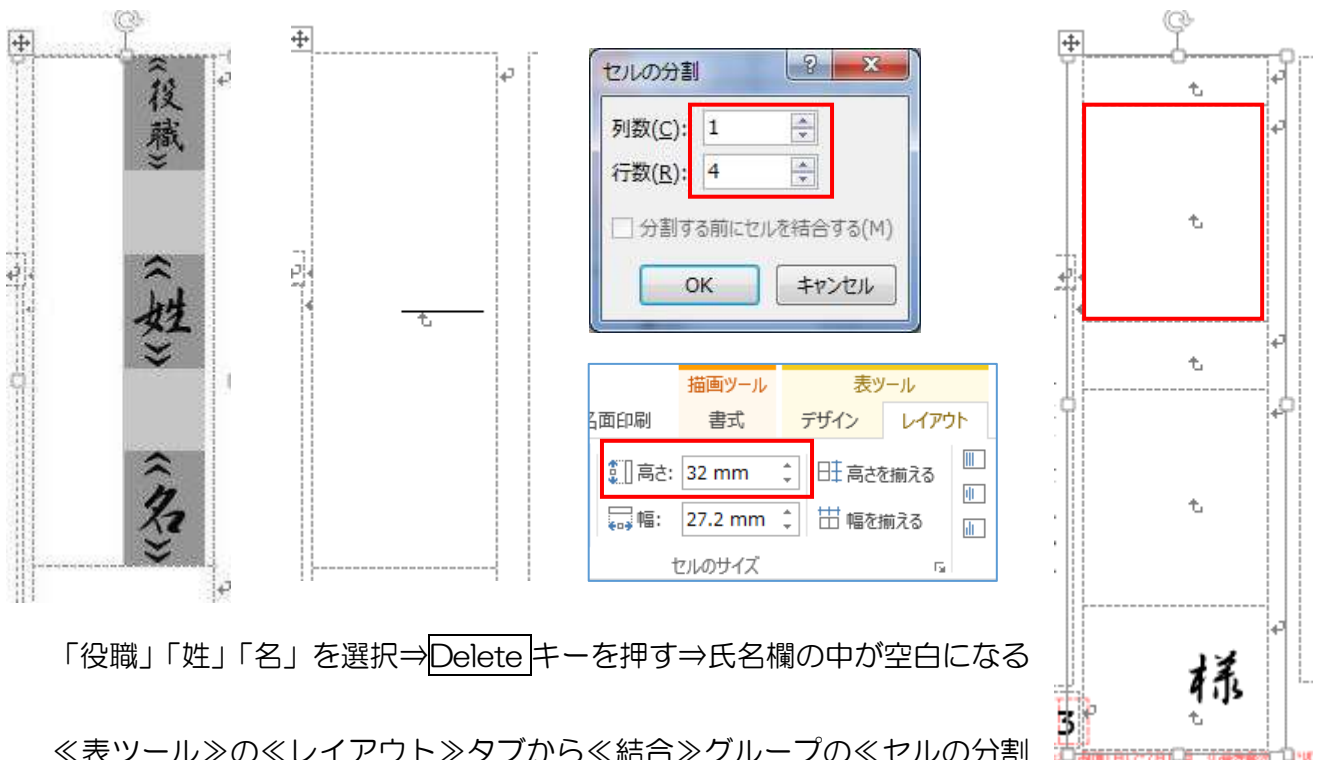 ≪役職≫
≪姓≫
≪名≫
セルの分割
列数(C): 1
行数(R): 4
分割する前にセルを結合する(M)
OK
キャンセル
描画ツール
表ツール
名面印刷
書式
デザイン
レイアウト
高さ: 32 mm
高さを揃える
幅: 27.2 mm
幅を揃える
セルのサイズ
様
3
「役職」「姓」「名」を選択⇒Deleteキーを押す⇒氏名欄の中が空白になる
≪表ツール≫の≪レイアウト≫タブから≪結合≫グループの≪セルの分割